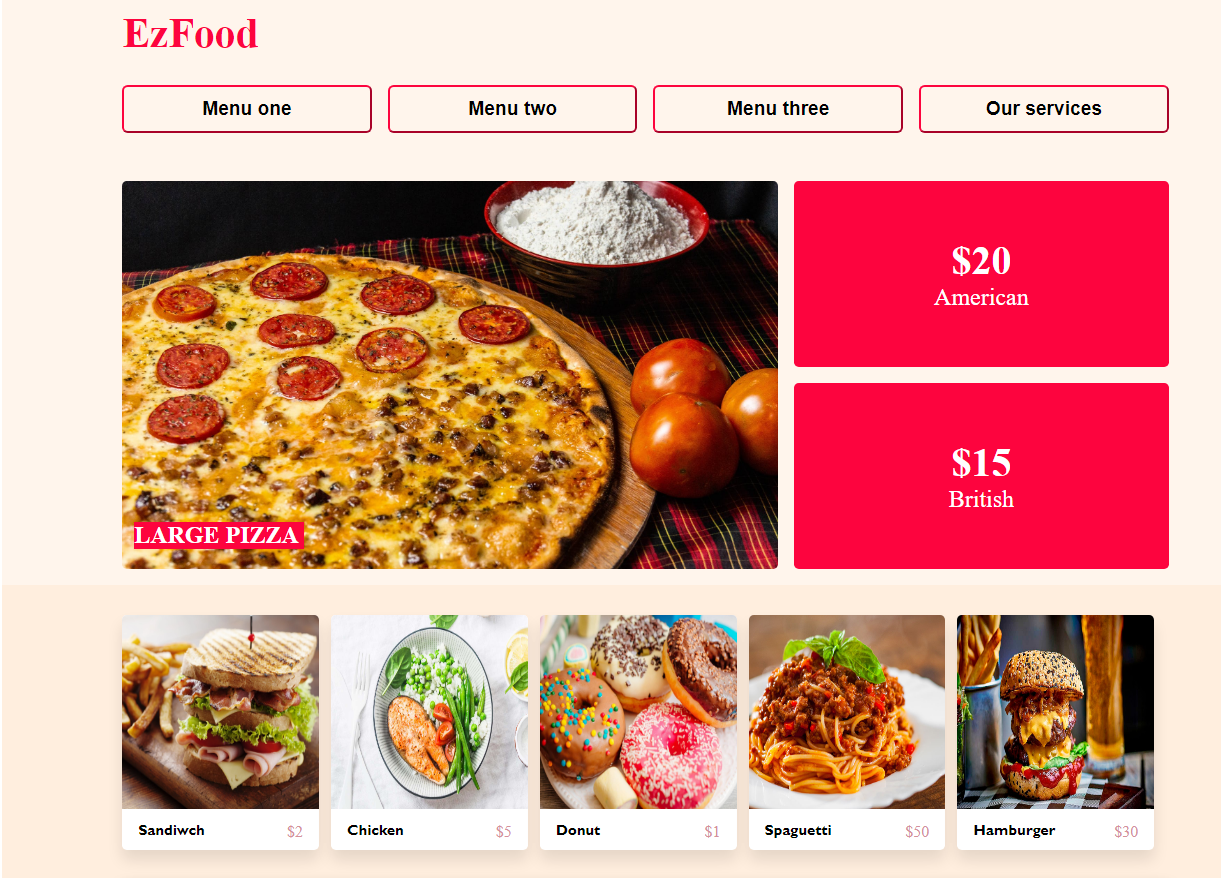 EzFood
Menu one
Menu two
Menu three
Our services
$20
American
$15
British
LARGE PIZZA
Sandiwch
$2
Chicken
$5
Donut
$1
Spaguetti
$50
Hamburger
$30